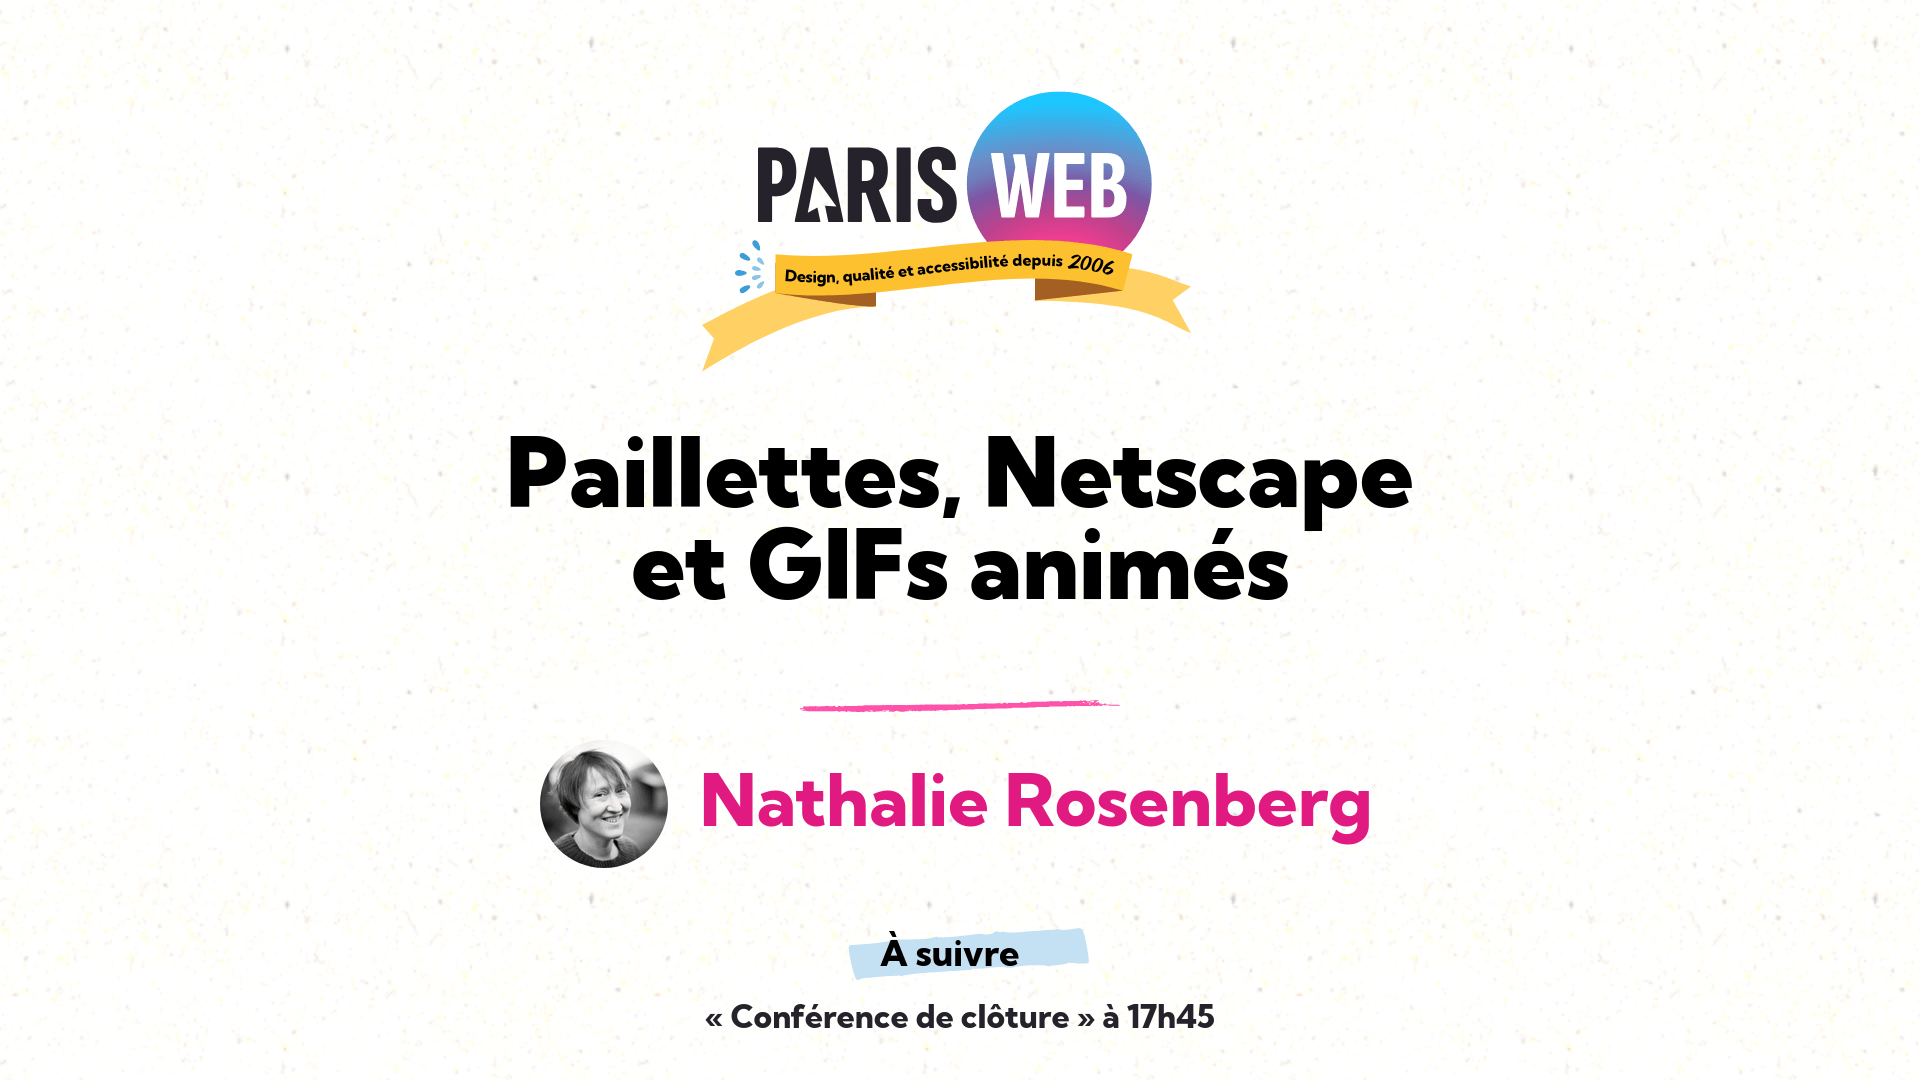 PARIS WEB
Design, qualité et accessibilité depuis 2006
Paillettes, Netscape
et GIFs animés
Nathalie Rosenberg
À suivre
« Conférence de clôture » à 17h45